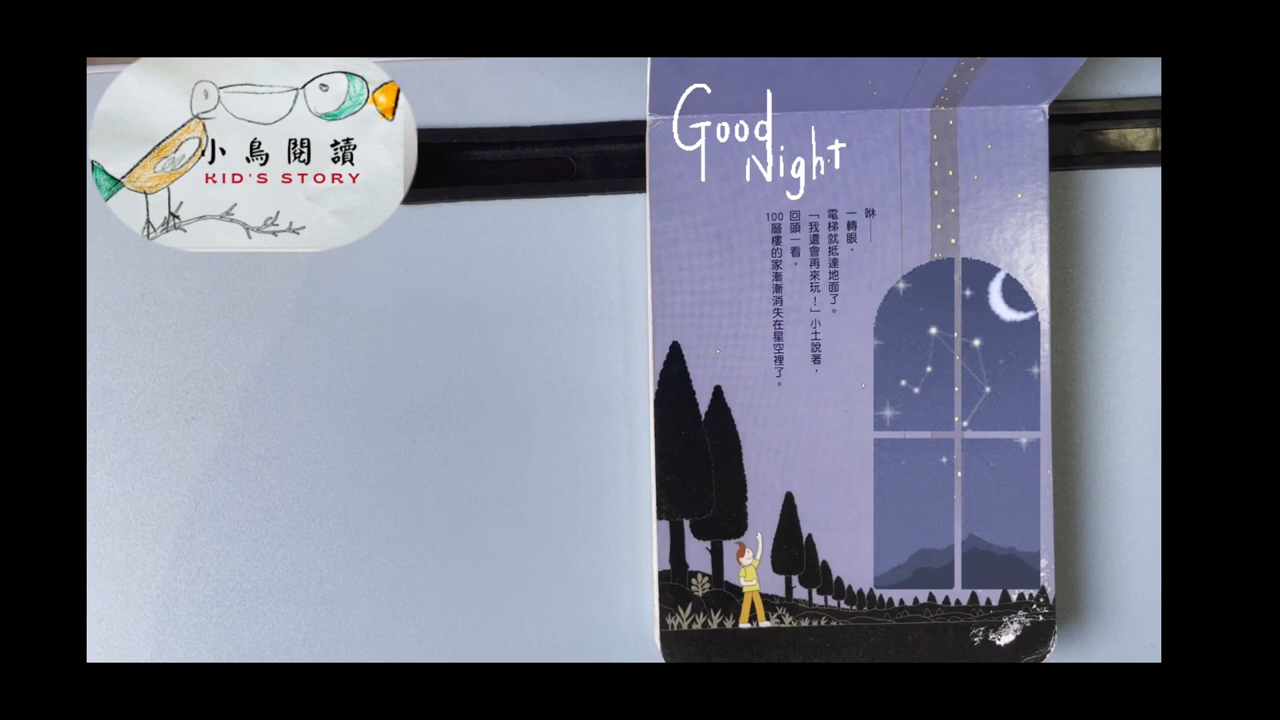 小鳥閱讀
KID'S STORY
Good
Night
咻——
一轉眼，
電梯就抵達地面了。
「我還會再來玩！」小土說著，
回頭一看，
100層樓的家漸漸消失在星空裡了。